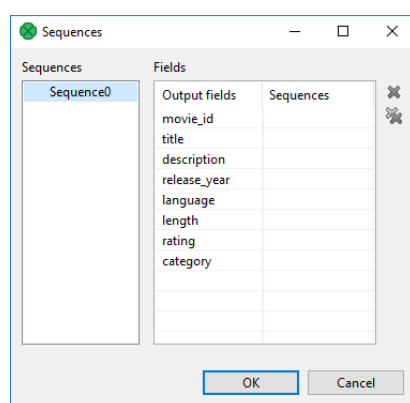 Sequences
Sequences Fields
Sequence0
Output fields Sequences
movie_id
title
description
release_year
language
length
rating
category
OK Cancel